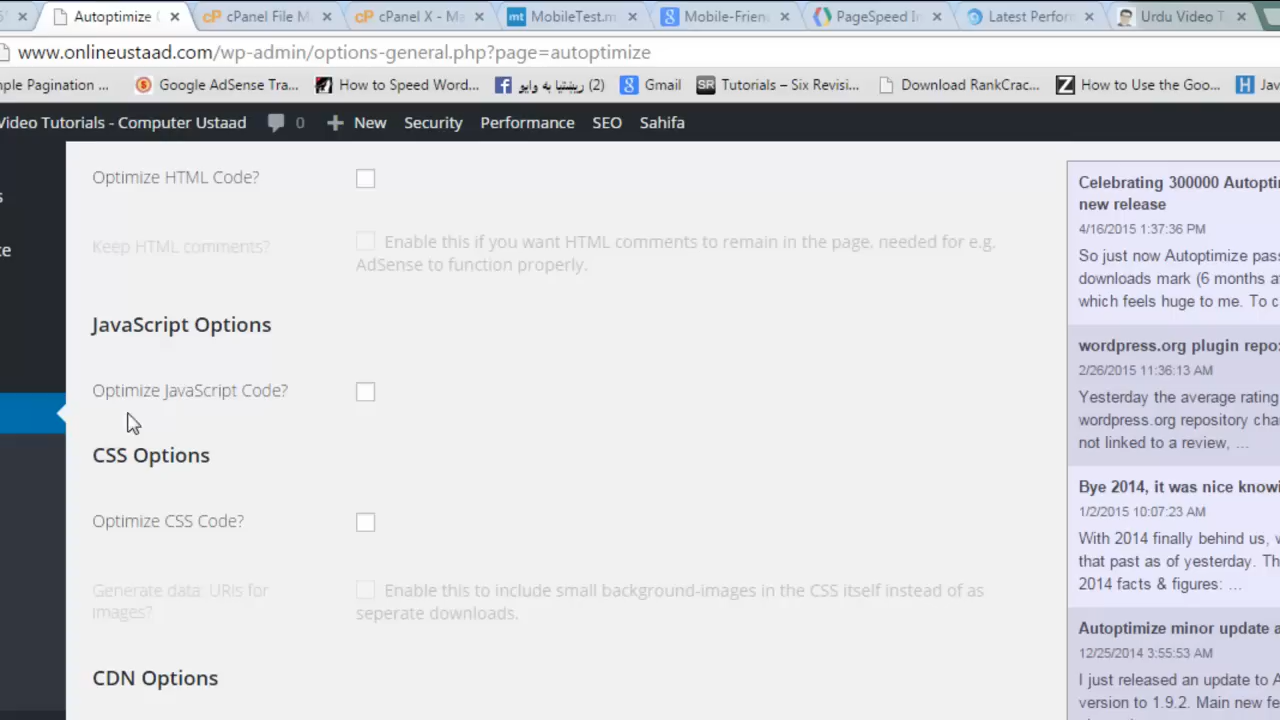 Autoptimize
cPanel File M
cPanel X - Ma
MobileTest.m
Mobile-Frien
PageSpeed In
Latest Perfor
Urdu Video T
www.onlineustaad.com/wp-admin/options-general.php?page=autoptimize
mple Pagination ...
Google AdSense Tra...
How to Speed Word...
Gmail
SR Tutorials – Six Revisi...
Download RankCrac...
Z How to Use the Goo...
H Jav
Video Tutorials - Computer Ustaad
0
+ New
Security
Performance
SEO
Sahifa
Optimize HTML Code?
Keep HTML comments?
Enable this if you want HTML comments to remain in the page, needed for e.g.
AdSense to function properly.
JavaScript Options
Optimize JavaScript Code?
CSS Options
Optimize CSS Code?
Generate data: URIs for
images?
Enable this to include small background-images in the CSS itself instead of as
seperate downloads.
CDN Options
Celebrating 300000 Autopti
new release
4/16/2015 1:37:36 PM
So just now Autoptimize pas
downloads mark (6 months a
which feels huge to me. To c
wordpress.org plugin repo
2/26/2015 11:36:13 AM
Yesterday the average rating
wordpress.org repository cha
not linked to a review, ...
Bye 2014, it was nice knowi
1/2/2015 10:07:23 AM
With 2014 finally behind us,
that past as of yesterday. Th
2014 facts & figures: ...
Autoptimize minor update a
12/25/2014 3:55:53 AM
I just released an update to A
version to 1.9.2. Main new fe